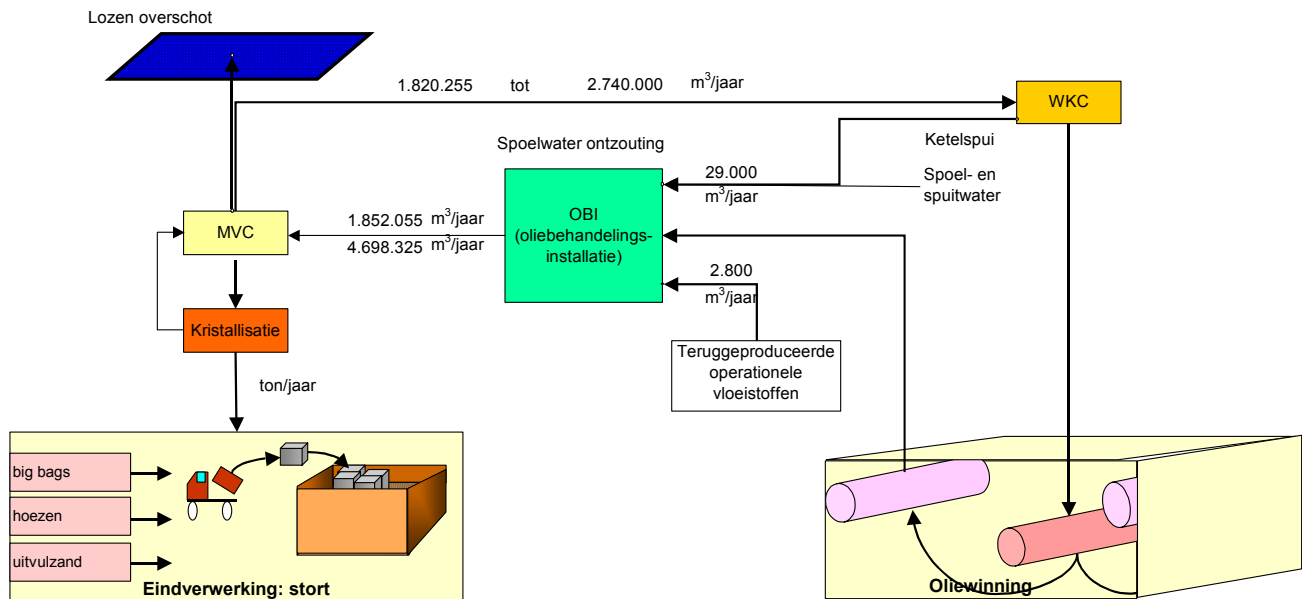 Lozen overschot
1.820.255 tot 2.740.000 m³/jaar
WKC
Ketelspui
Spoelwater ontzouting
29.000
m³/jaar
Spoel- en
spuitwater
OBI
(oliebehandelings-
installatie)
1.852.055 m³/jaar
4.698.325 m³/jaar
MVC
2.800
m³/jaar
Kristallisatie
Teruggeproduceerde
operationele
vloeistoffen
ton/jaar
big bags
hoezen
uitvulzand
Eindverwerking: stort
Oliewinning